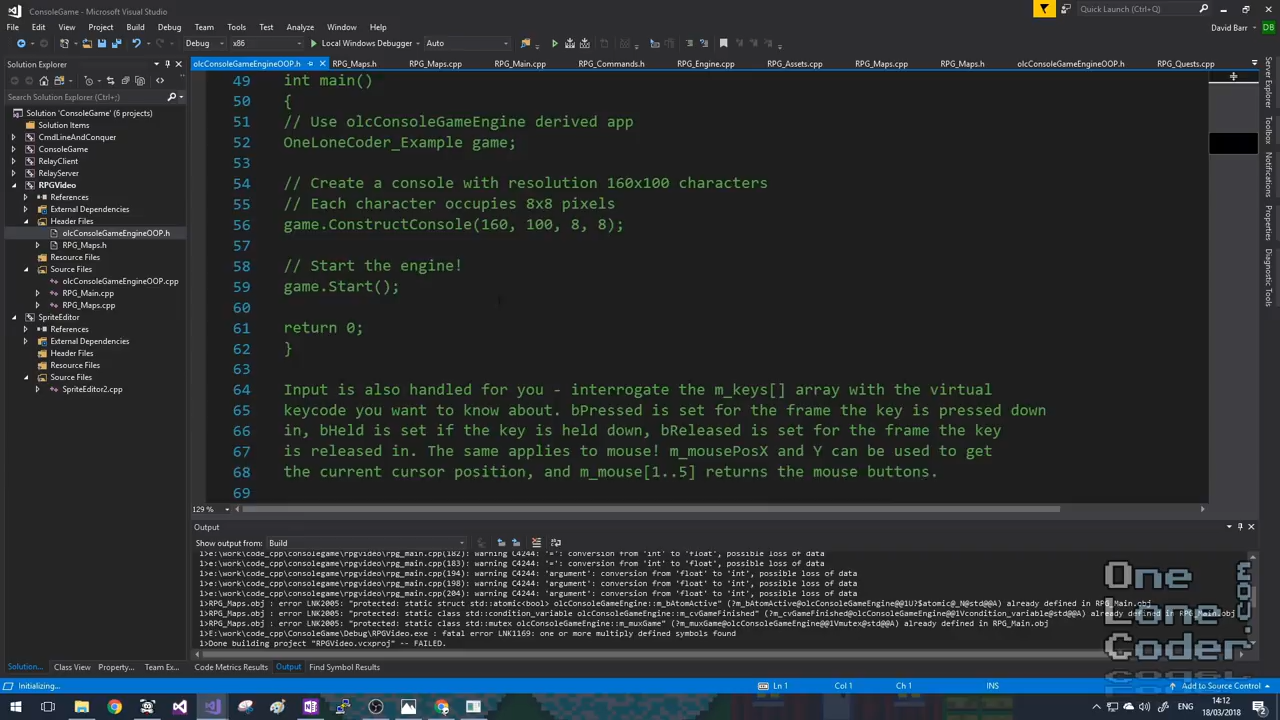 ConsoleGame - Microsoft Visual Studio
Quick Launch (Ctrl+Q)
File Edit View Project Build Debug Team Tools Test Analyze Window Help
David Barr DB
Debug x86 Local Windows Debugger Auto
Solution Explorer
Search Solution Explorer (Ctrl+;)
Solution 'ConsoleGame' (6 projects)
Solution Items
CmdLineAndConquer
ConsoleGame
RelayClient
RelayServer
RPGVideo
References
External Dependencies
Header Files
olcConsoleGameEngineOOP.h
RPG_Maps.h
Resource Files
Source Files
olcConsoleGameEngineOOP.cpp
RPG_Main.cpp
RPG_Maps.cpp
SpriteEditor
References
External Dependencies
Header Files
Resource Files
Source Files
SpriteEditor2.cpp
Solution... Class View Property... Team Ex...
olcConsoleGameEngineOOP.h RPG_Maps.h RPG_Maps.cpp RPG_Main.cpp RPG_Commands.h RPG_Engine.cpp RPG_Assets.cpp RPG_Maps.cpp RPG_Maps.h olcConsoleGameEngineOOP.h RPG_Quests.cpp
49 int main()
50 {
51 // Use olcConsoleGameEngine derived app
52 OneLoneCoder_Example game;
53
54 // Create a console with resolution 160x100 characters
55 // Each character occupies 8x8 pixels
56 game.ConstructConsole(160, 100, 8, 8);
57
58 // Start the engine!
59 game.Start();
60
61 return 0;
62 }
63
64 Input is also handled for you - interrogate the m_keys[] array with the virtual
65 keycode you want to know about. bPressed is set for the frame the key is pressed down
66 in, bHeld is set if the key is held down, bReleased is set for the frame the key
67 is released in. The same applies to mouse! m_mousePosX and Y can be used to get
68 the current cursor position, and m_mouse[1..5] returns the mouse buttons.
69
129 %
Server Explorer
Toolbox
Team Explorer
Notifications
Properties
Diagnostic Tools
Output
Show output from: Build
1>e:\work\code_cpp\consolegame\rpgvideo\rpg_main.cpp(182): warning C4244: '=': conversion from 'int' to 'float', possible loss of data
1>e:\work\code_cpp\consolegame\rpgvideo\rpg_main.cpp(183): warning C4244: '=': conversion from 'int' to 'float', possible loss of data
1>e:\work\code_cpp\consolegame\rpgvideo\rpg_main.cpp(194): warning C4244: 'argument': conversion from 'float' to 'int', possible loss of data
1>e:\work\code_cpp\consolegame\rpgvideo\rpg_main.cpp(198): warning C4244: 'argument': conversion from 'float' to 'int', possible loss of data
1>e:\work\code_cpp\consolegame\rpgvideo\rpg_main.cpp(204): warning C4244: 'argument': conversion from 'float' to 'int', possible loss of data
1>RPG_Maps.obj : error LNK2005: "protected: static struct std::atomic<bool> olcConsoleGameEngine::m_bAtomActive" (?m_bAtomActive@olcConsoleGameEngine@@1U?$atomic@_N@std@@A) already defined in RPG_Main.obj
1>RPG_Maps.obj : error LNK2005: "protected: static class std::condition_variable olcConsoleGameEngine::m_cvGameFinished" (?m_cvGameFinished@olcConsoleGameEngine@@1Vcondition_variable@std@@A) already defined in RPG_Main.obj
1>RPG_Maps.obj : error LNK2005: "protected: static class std::mutex olcConsoleGameEngine::m_muxGame" (?m_muxGame@olcConsoleGameEngine@@1Vmutex@std@@A) already defined in RPG_Main.obj
1>E:\work\code_cpp\ConsoleGame\Debug\RPGVideo.exe : fatal error LNK1169: one or more multiply defined symbols found
1>Done building project "RPGVideo.vcxproj" -- FAILED.
Code Metrics Results Output Find Symbol Results
One
Lone
Coder
.com
Initializing... Ln 1 Col 1 Ch 1 INS Add to Source Control
14:12
18/03/2018